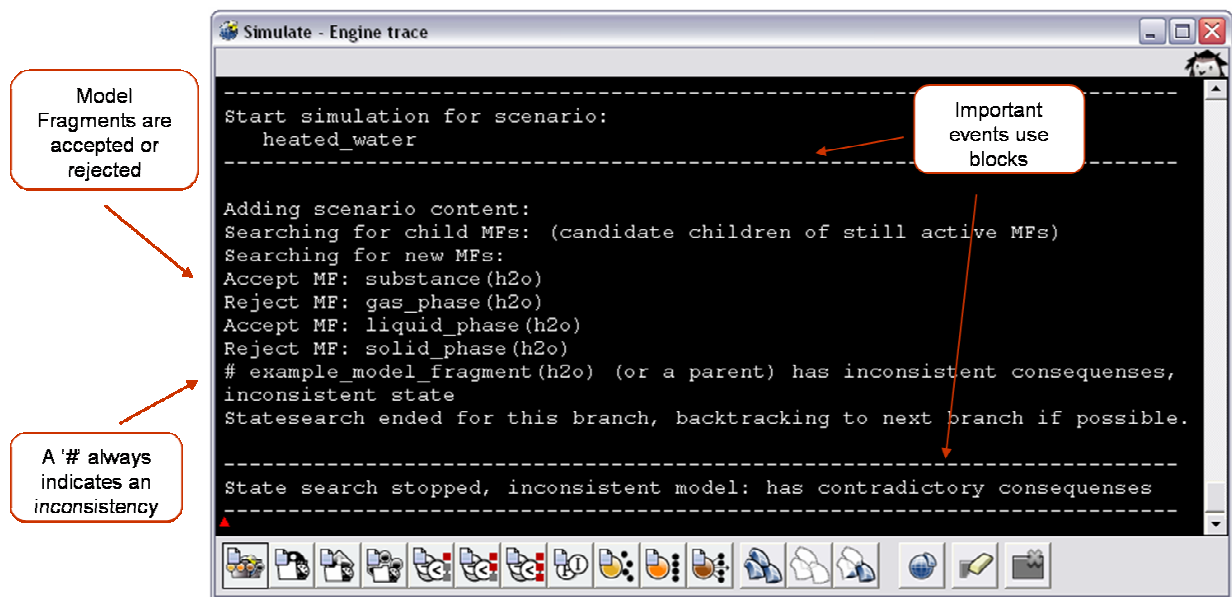 Simulate - Engine trace
Model
Fragments are
accepted or
rejected
A '#' always
indicates an
inconsistency
Important
events use
blocks
--------------------------------------------------------------------------------
Start simulation for scenario:
heated_water
--------------------------------------------------------------------------------
Adding scenario content:
Searching for child MFs: (candidate children of still active MFs)
Searching for new MFs:
Accept MF: substance(h2o)
Reject MF: gas_phase(h2o)
Accept MF: liquid_phase(h2o)
Reject MF: solid_phase(h2o)
# example_model_fragment(h2o) (or a parent) has inconsistent consequenses,
inconsistent state
Statesearch ended for this branch, backtracking to next branch if possible.
--------------------------------------------------------------------------------
State search stopped, inconsistent model: has contradictory consequenses
--------------------------------------------------------------------------------